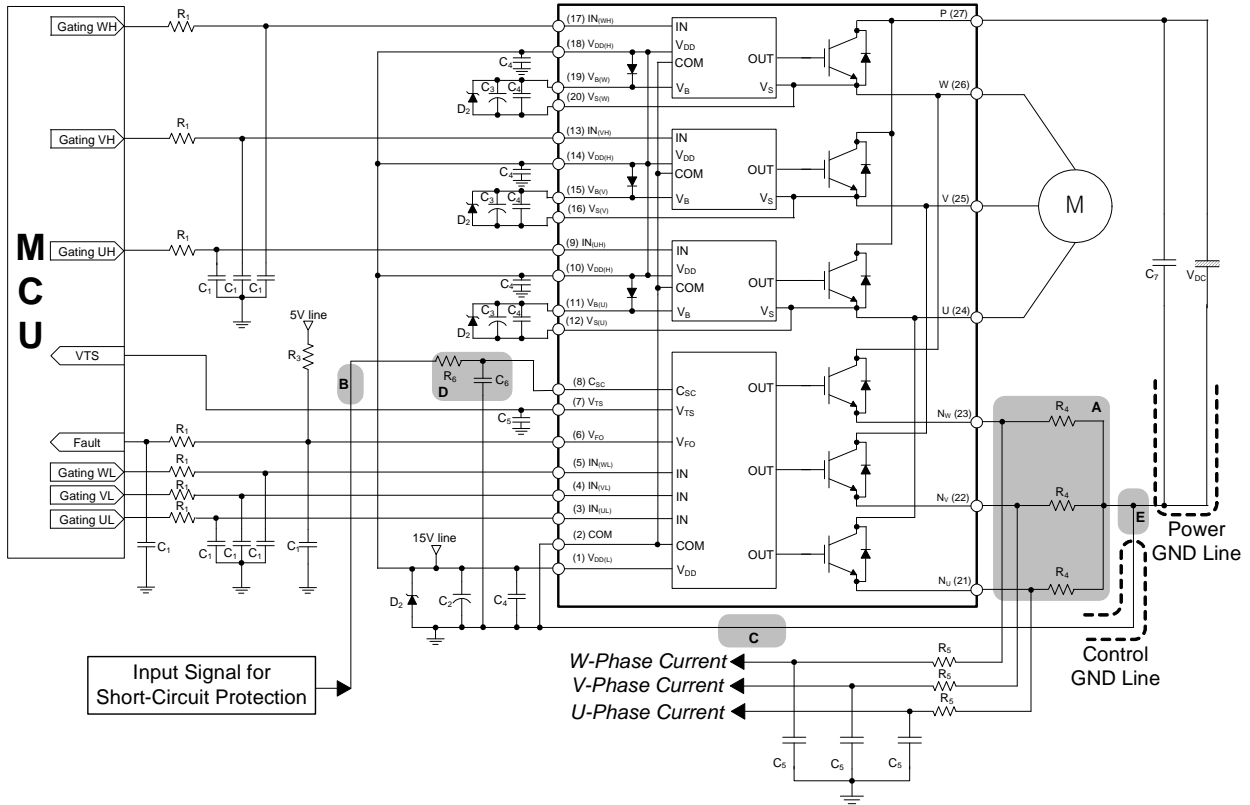 MCU
Gating WH
R1
(17) IN(WH)
(18) VDD(H)
C4
(19) VB(W)
C3
C4
D2
(20) VS(W)
IN
VDD
COM
VB
OUT
VS
P (27)
W (26)
Gating VH
R1
(13) IN(VH)
(14) VDD(H)
C4
(15) VB(V)
C3
C4
D2
(16) VS(V)
IN
VDD
COM
VB
OUT
VS
V (25)
M
Gating UH
R1
(9) IN(UH)
(10) VDD(H)
C4
(11) VB(U)
C3
C4
D2
(12) VS(U)
IN
VDD
COM
VB
OUT
VS
U (24)
C7
VDC
C1
C1
C1
5V line
R3
VTS
B
R6
D
C6
C5
(8) CSC
(7) VTS
(6) VFO
(5) IN(WL)
(4) IN(VL)
(3) IN(UL)
(2) COM
(1) VDD(L)
CSC
VTS
VFO
IN
IN
IN
COM
VDD
OUT
OUT
OUT
NW (23)
NV (22)
NU (21)
R4
A
R4
R4
E
Power
GND Line
Fault
R1
Gating WL
R1
Gating VL
R1
Gating UL
R1
C1
C1
C1
C1
C1
15V line
D2
C2
C4
C
Control
GND Line
Input Signal for
Short-Circuit Protection
W-Phase Current
R5
V-Phase Current
R5
U-Phase Current
R5
C5
C5
C5